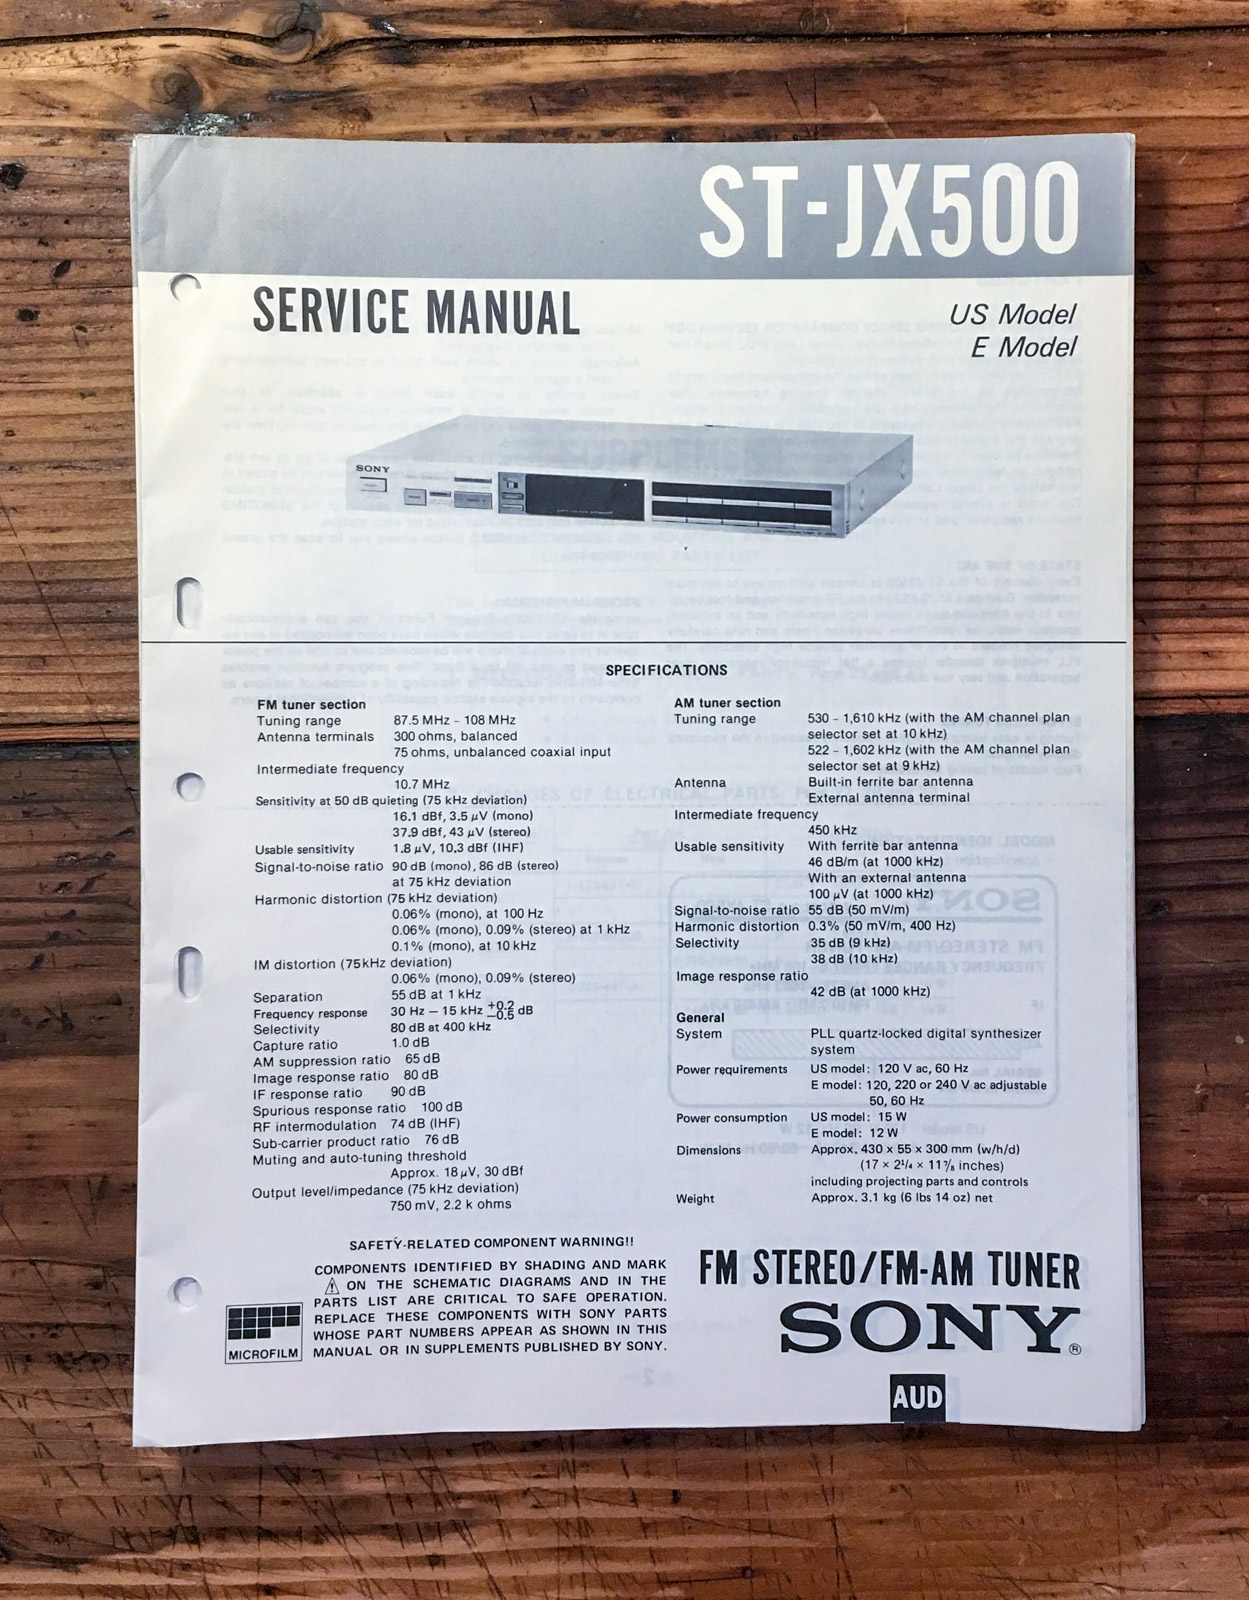 ST-JX500
SERVICE MANUAL
US Model
E Model
SONY
SPECIFICATIONS
FM tuner section
Tuning range 87.5 MHz – 108 MHz
Antenna terminals 300 ohms, balanced
75 ohms, unbalanced coaxial input
Intermediate frequency
10.7 MHz
Sensitivity at 50 dB quieting (75 kHz deviation)
16.1 dBf, 3.5 µV (mono)
37.9 dBf, 43 µV (stereo)
Usable sensitivity 1.8 µV, 10.3 dBf (IHF)
Signal-to-noise ratio 90 dB (mono), 86 dB (stereo)
at 75 kHz deviation
Harmonic distortion (75 kHz deviation)
0.06% (mono), at 100 Hz
0.06% (mono), 0.09% (stereo) at 1 kHz
0.1% (mono), at 10 kHz
IM distortion (75kHz deviation)
0.06% (mono), 0.09% (stereo)
Separation 55 dB at 1 kHz
Frequency response 30 Hz – 15 kHz +0.2 –0.5 dB
Selectivity 80 dB at 400 kHz
Capture ratio 1.0 dB
AM suppression ratio 65 dB
Image response ratio 80 dB
IF response ratio 90 dB
Spurious response ratio 100 dB
RF intermodulation 74 dB (IHF)
Sub-carrier product ratio 76 dB
Muting and auto-tuning threshold
Approx. 18 µV, 30 dBf
Output level/impedance (75 kHz deviation)
750 mV, 2.2 k ohms
AM tuner section
Tuning range 530 – 1,610 kHz (with the AM channel plan
selector set at 10 kHz)
522 – 1,602 kHz (with the AM channel plan
selector set at 9 kHz)
Antenna Built-in ferrite bar antenna
External antenna terminal
Intermediate frequency
450 kHz
Usable sensitivity With ferrite bar antenna
46 dB/m (at 1000 kHz)
With an external antenna
100 µV (at 1000 kHz)
Signal-to-noise ratio 55 dB (50 mV/m)
Harmonic distortion 0.3% (50 mV/m, 400 Hz)
Selectivity 35 dB (9 kHz)
38 dB (10 kHz)
Image response ratio
42 dB (at 1000 kHz)
General
System PLL quartz-locked digital synthesizer
system
Power requirements US model: 120 V ac, 60 Hz
E model: 120, 220 or 240 V ac adjustable
50, 60 Hz
Power consumption US model: 15 W
E model: 12 W
Dimensions Approx. 430 x 55 x 300 mm (w/h/d)
(17 × 2 1/4 × 11 7/8 inches)
including projecting parts and controls
Weight Approx. 3.1 kg (6 lbs 14 oz) net
SAFETY-RELATED COMPONENT WARNING!!
COMPONENTS IDENTIFIED BY SHADING AND MARK
⚠ ON THE SCHEMATIC DIAGRAMS AND IN THE
PARTS LIST ARE CRITICAL TO SAFE OPERATION.
REPLACE THESE COMPONENTS WITH SONY PARTS
WHOSE PART NUMBERS APPEAR AS SHOWN IN THIS
MANUAL OR IN SUPPLEMENTS PUBLISHED BY SONY.
MICROFILM
FM STEREO/FM-AM TUNER
SONY®
AUD